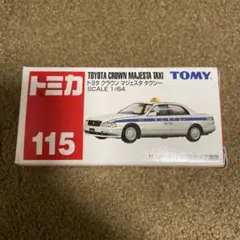 トミカ
115
TOYOTA CROWN MAJESTA TAXI
トヨタ クラウン マジェスタ タクシー
SCALE 1/64
TOMY